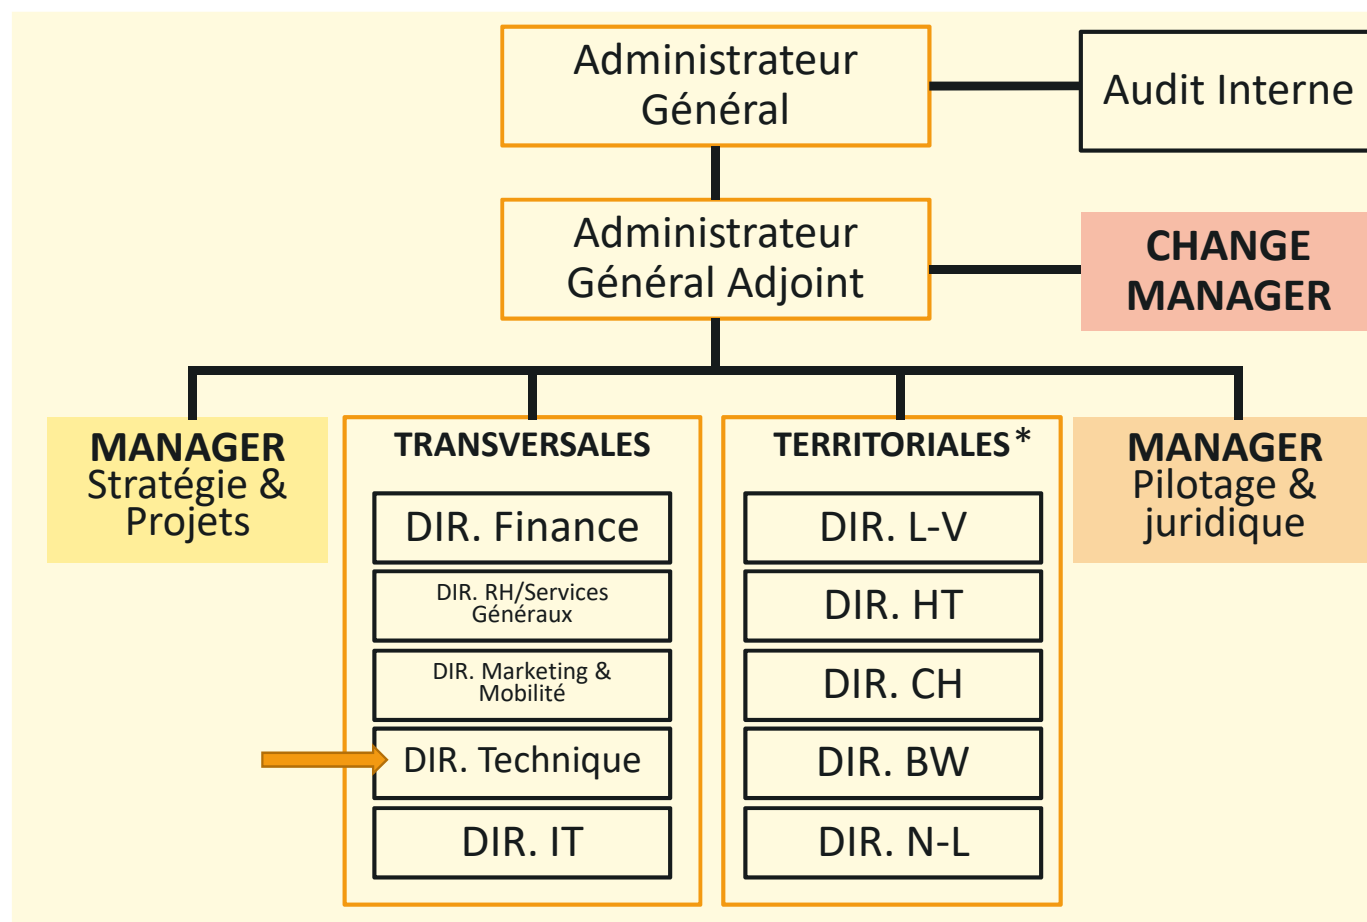 Administrateur
Général
Audit Interne
Administrateur
Général Adjoint
CHANGE
MANAGER
MANAGER
Stratégie &
Projets
TRANSVERSALES
DIR. Finance
DIR. RH/Services
Généraux
DIR. Marketing &
Mobilité
DIR. Technique
DIR. IT
TERRITORIALES*
DIR. L-V
DIR. HT
DIR. CH
DIR. BW
DIR. N-L
MANAGER
Pilotage &
juridique